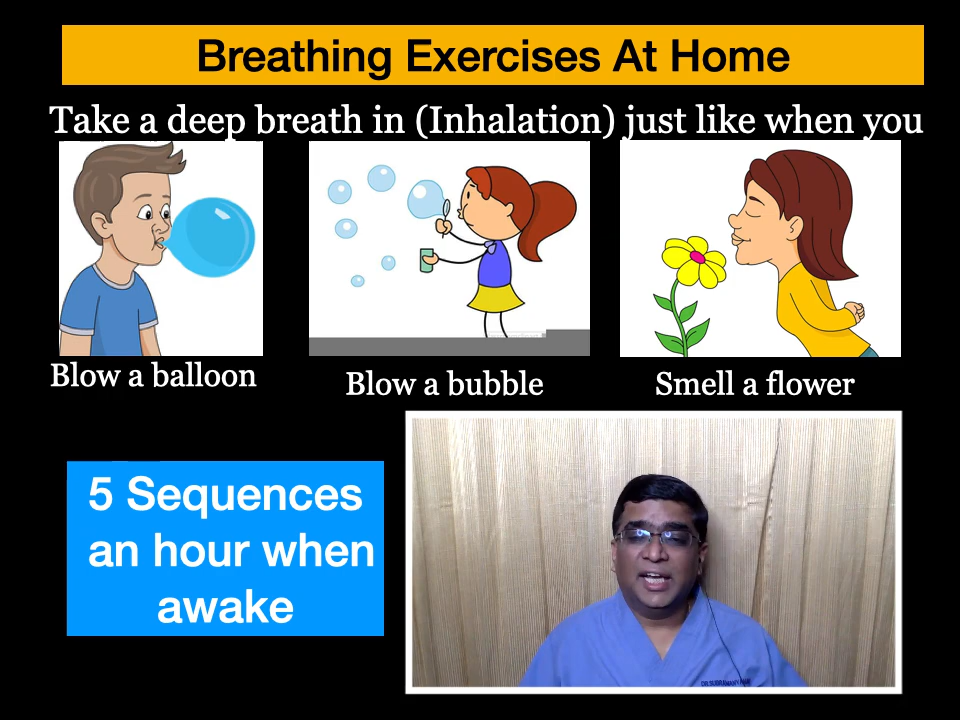 Breathing Exercises At Home
Take a deep breath in (Inhalation) just like when you
Blow a balloon
Blow a bubble
Smell a flower
5 Sequences
an hour when
awake